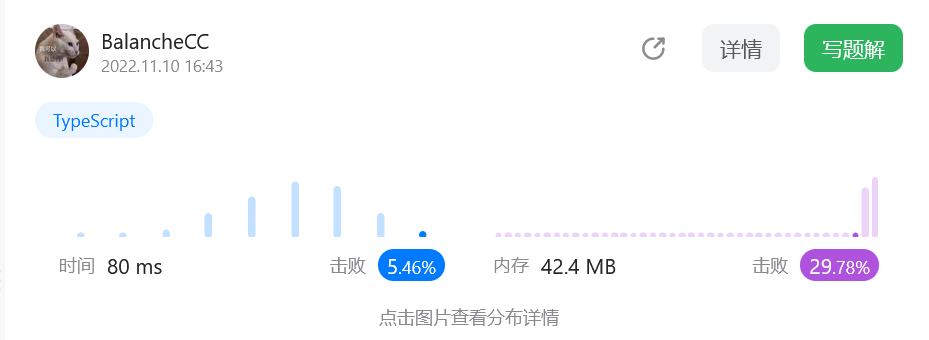 BalancheCC
2022.11.10 16:43
详情
写题解
TypeScript
时间 80 ms 击败 5.46%
内存 42.4 MB 击败 29.78%
点击图片查看分布详情